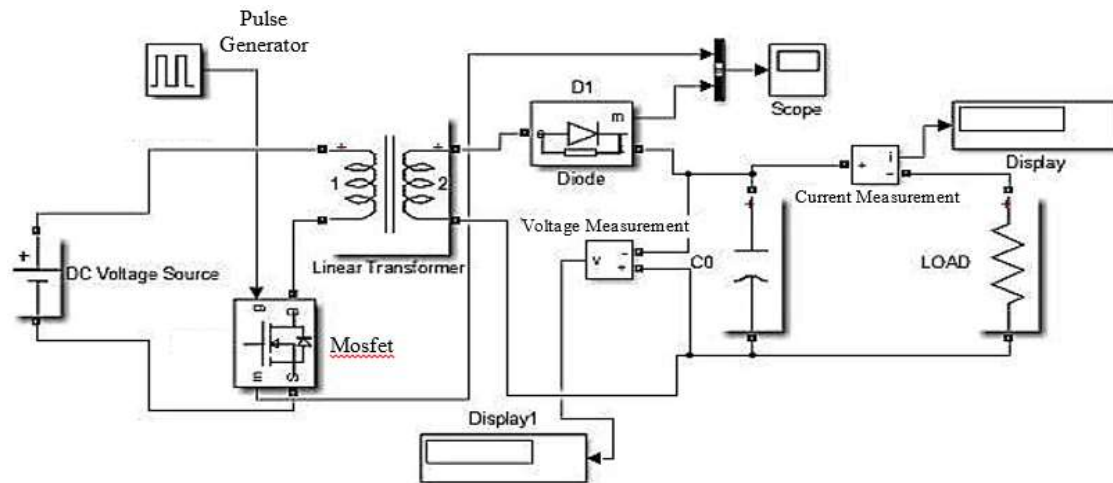 Pulse
Generator
D1
m
a
Diode
Scope
Display
i
+
-
Current Measurement
+
1
+
2
+
Linear Transformer
Voltage Measurement
v
-
+
C0
+
+
LOAD
+
DC Voltage Source
g
m
S
Mosfet
Display1